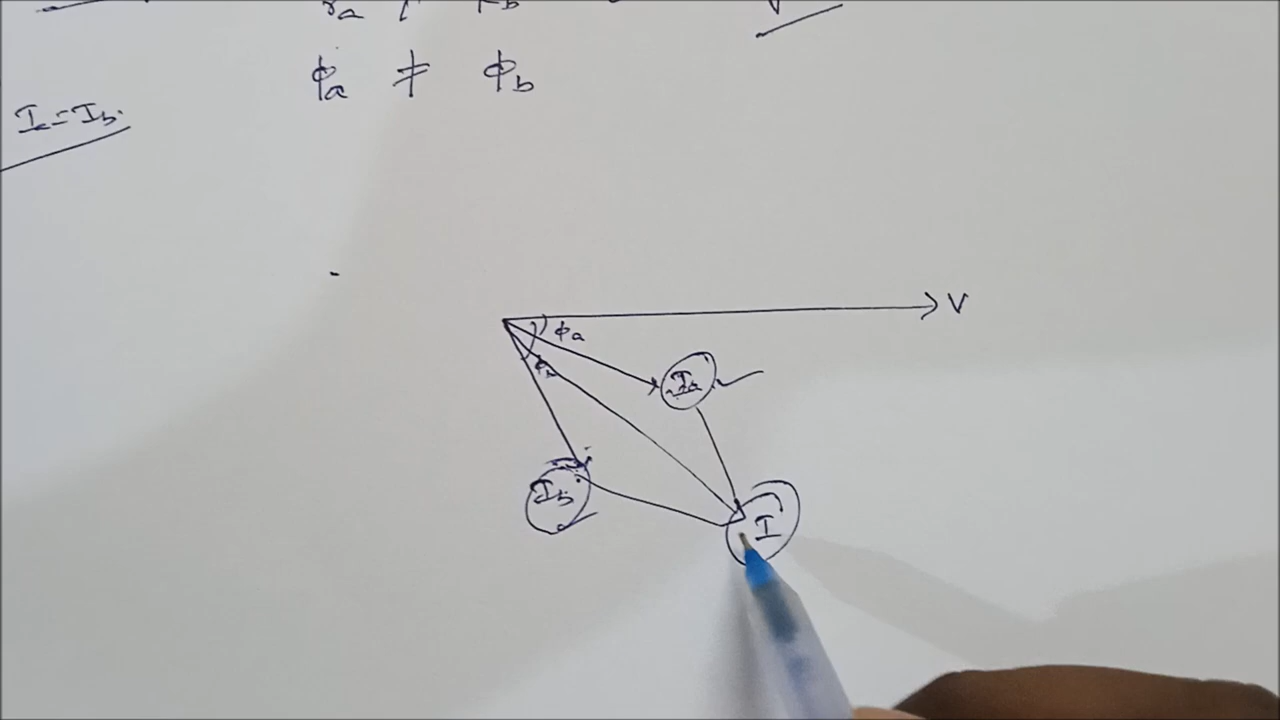 ϕa ≠ ϕb
Ia = Ib
V
ϕa
Ia
Ib
I